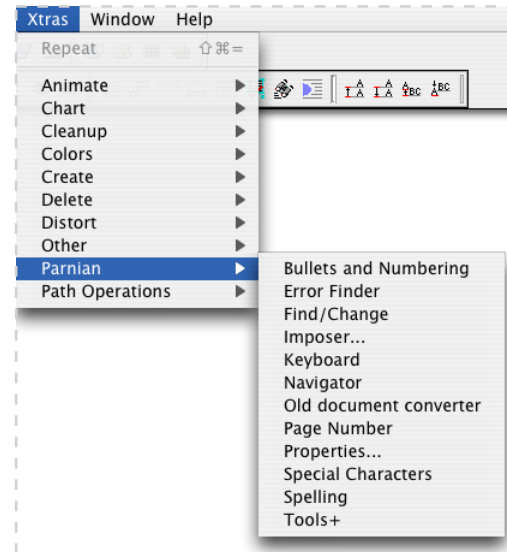 Xtras Window Help
Repeat ⇧⌘=
Animate
Chart
Cleanup
Colors
Create
Delete
Distort
Other
Parnian
Path Operations
Bullets and Numbering
Error Finder
Find/Change
Imposer...
Keyboard
Navigator
Old document converter
Page Number
Properties...
Special Characters
Spelling
Tools+